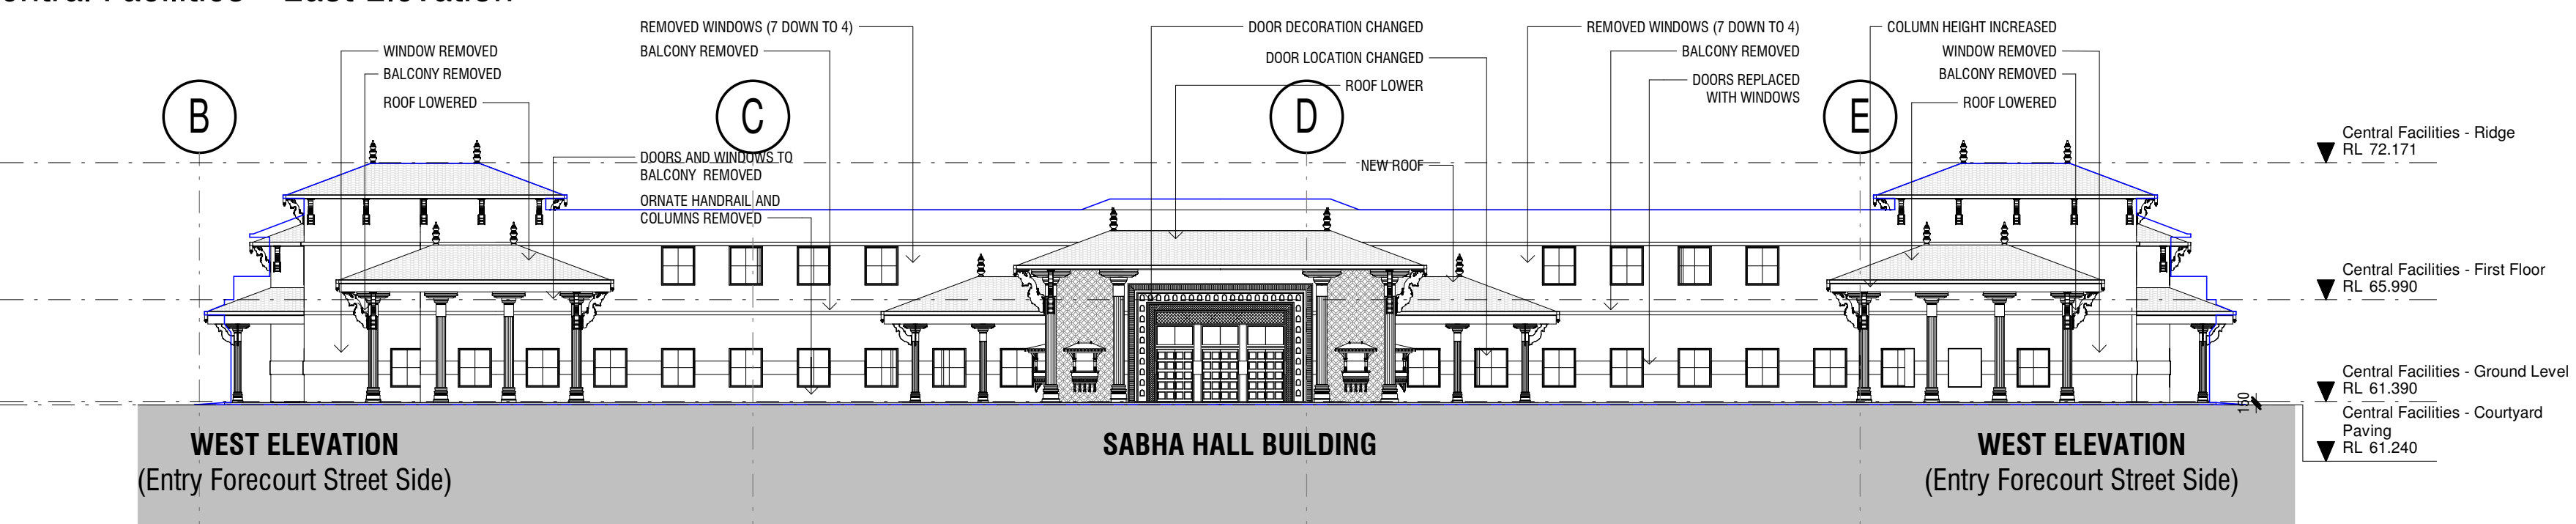 REMOVED WINDOWS (7 DOWN TO 4)
DOOR DECORATION CHANGED
REMOVED WINDOWS (7 DOWN TO 4)
COLUMN HEIGHT INCREASED
WINDOW REMOVED
BALCONY REMOVED
BALCONY REMOVED
WINDOW REMOVED
DOOR LOCATION CHANGED
BALCONY REMOVED
DOORS REPLACED
WITH WINDOWS
BALCONY REMOVED
ROOF LOWER
ROOF LOWERED
ROOF LOWERED
B
C
D
E
DOORS AND WINDOWS TO
BALCONY REMOVED
NEW ROOF
ORNATE HANDRAIL AND
COLUMNS REMOVED
Central Facilities - Ridge
RL 72.171
Central Facilities - First Floor
RL 65.990
Central Facilities - Ground Level
RL 61.390
150
Central Facilities - Courtyard
Paving
RL 61.240
WEST ELEVATION
(Entry Forecourt Street Side)
SABHA HALL BUILDING
WEST ELEVATION
(Entry Forecourt Street Side)